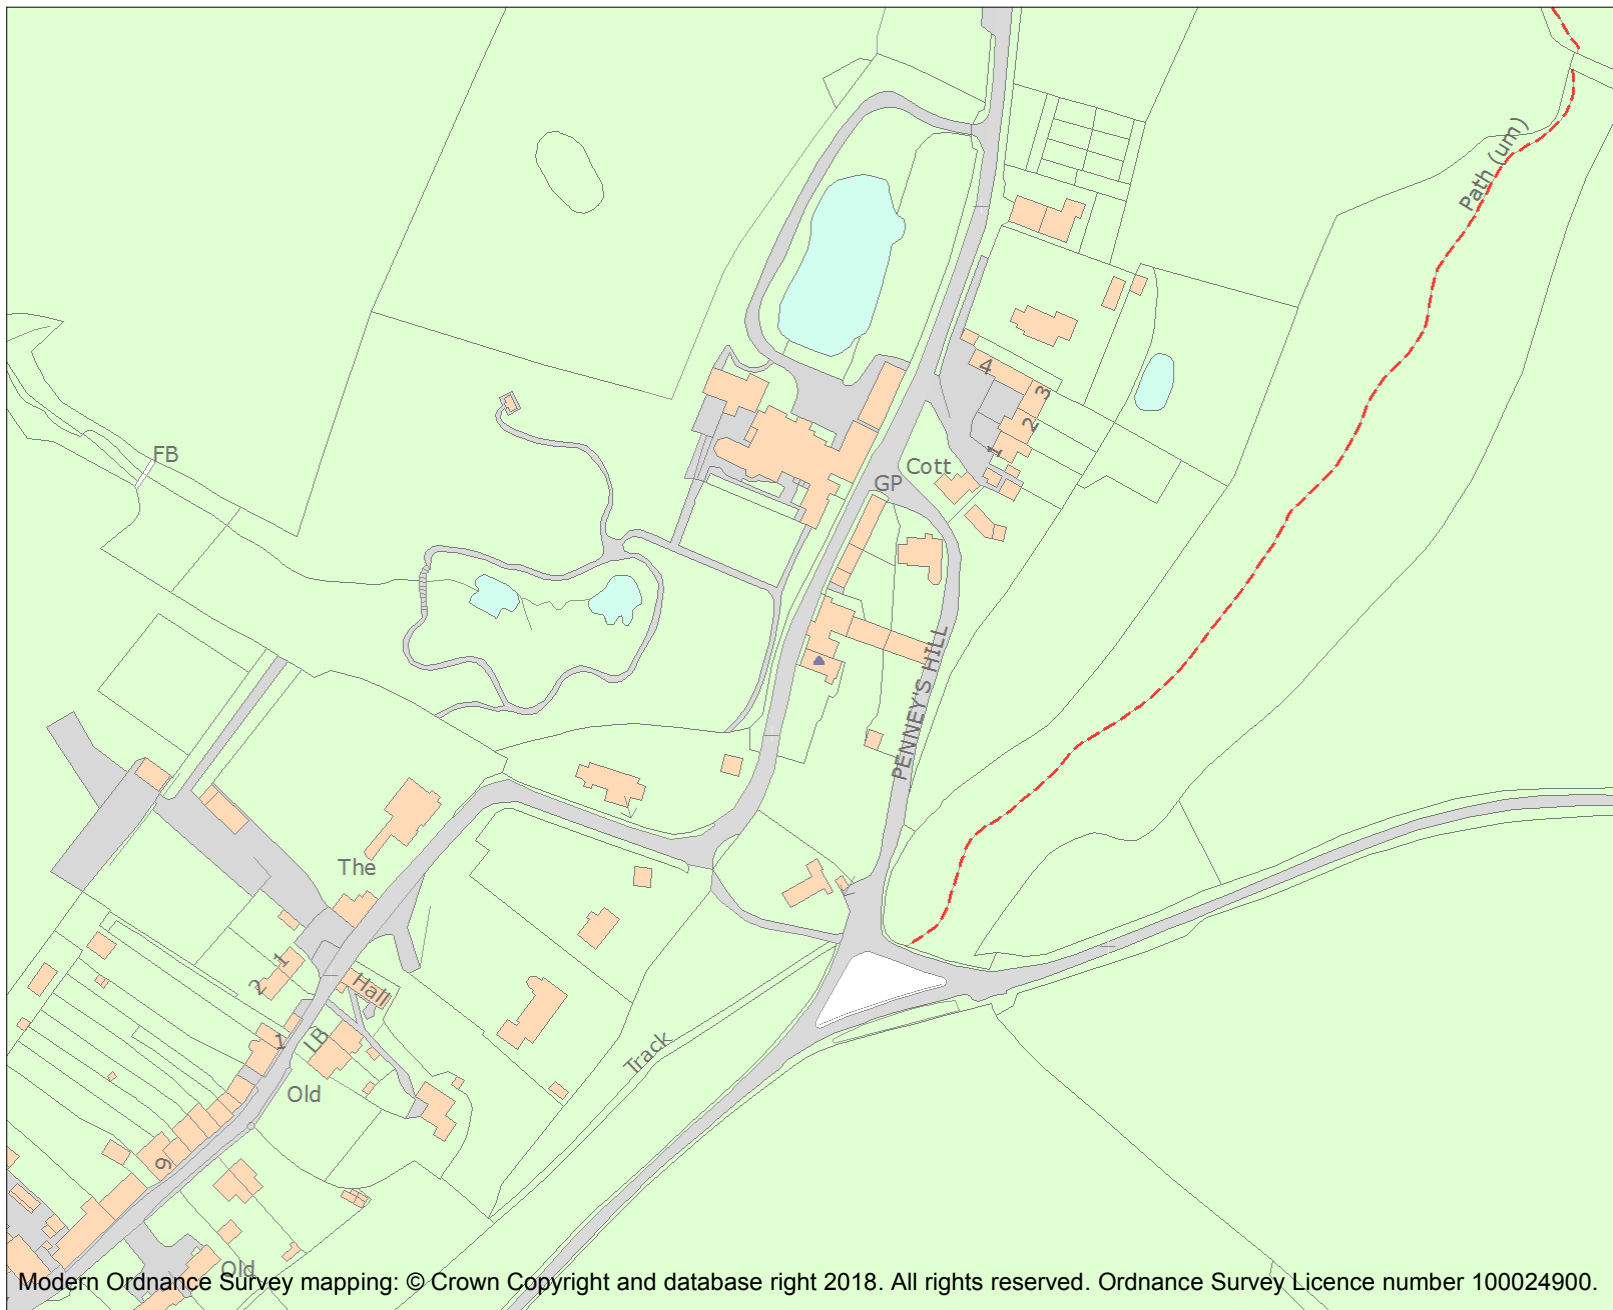 Path (um)
4
3
2
1
FB
Cott
GP
PENNEY'S HILL
The
1
2
Hall
1
LB
Track
Old
9
Old
Modern Ordnance Survey mapping: © Crown Copyright and database right 2018. All rights reserved. Ordnance Survey Licence number 100024900.